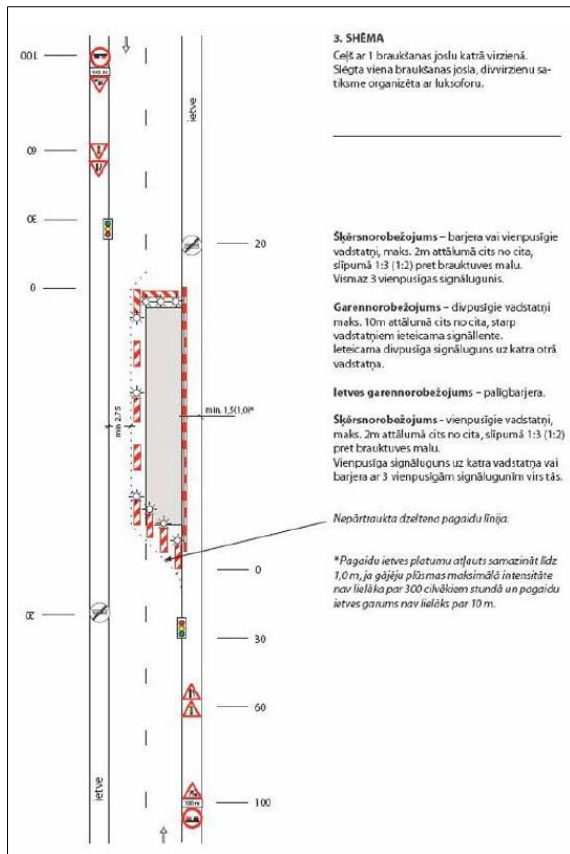 3. SHĒMA
Ceļš ar 1 braukšanas joslu katrā virzienā.
Slēgta viena braukšanas josla, divvirzienu sa-
tiksme organizēta ar luksoforu.
Šķērsnorobežojums – barjera vai vienpusīgie
vadstatņi, maks. 2m attālumā cits no cita,
slīpumā 1:3 (1:2) pret brauktuves malu.
Vismaz 3 vienpusīgas signālugunis.
Garennorobežojums – divpusīgie vadstatņi
maks. 10m attālumā cits no cita, starp
vadstatņiem ieteicama signāllente.
Ieteicama divpusīga signāluguns uz katra otrā
vadstatņa.
Ietves garennorobežojums – palīgbarjera.
Šķērsnorobežojums – vienpusīgie vadstatņi,
maks. 2m attālumā cits no cita, slīpumā 1:3 (1:2)
pret brauktuves malu.
Vienpusīga signāluguns uz katra vadstatņa vai
barjera ar 3 vienpusīgām signālugunīm virs tās.
Nepārtraukta dzeltena pagaidu līnija.
*Pagaidu ietves platumu atļauts samazināt līdz
1,0 m, ja gājēju plūsmas maksimālā intensitāte
nav lielāka par 300 cilvēkiem stundā un pagaidu
ietves garums nav lielāks par 10 m.
100
60
30
0
30
ietve
20
min 2.75
min. 1,5(1,0)*
0
30
60
100 m
100
ietve